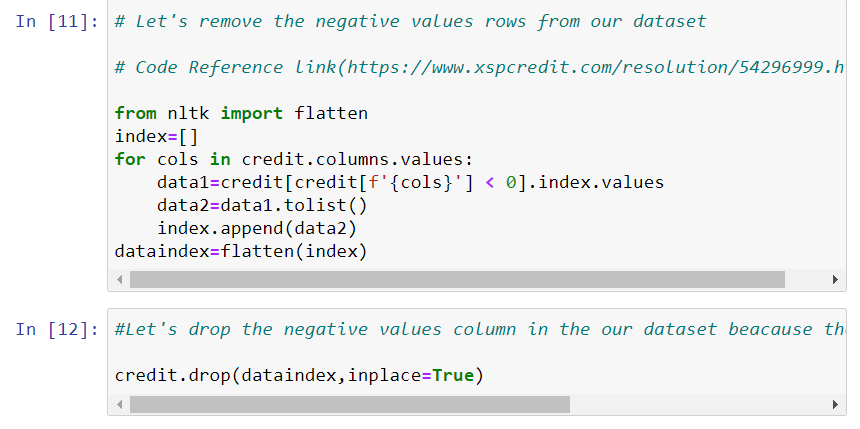 In [11]: # Let's remove the negative values rows from our dataset
# Code Reference link(https://www.xspcredit.com/resolution/54296999.h
from nltk import flatten
index=[]
for cols in credit.columns.values:
    data1=credit[credit[f'{cols}'] < 0].index.values
    data2=data1.tolist()
    index.append(data2)
dataindex=flatten(index)
In [12]: #Let's drop the negative values column in the our dataset beacause
credit.drop(dataindex,inplace=True)